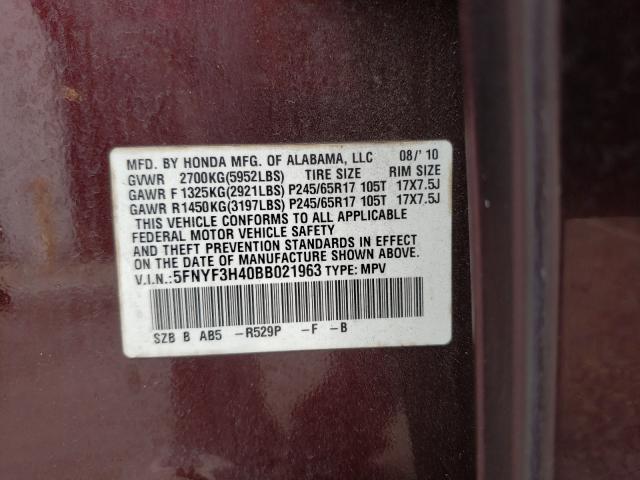 MFD. BY HONDA MFG. OF ALABAMA, LLC 08/'10
GVWR 2700KG(5952LBS) TIRE SIZE RIM SIZE
GAWR F 1325KG(2921LBS) P245/65R17 105T 17X7.5J
GAWR R1450KG(3197LBS) P245/65R17 105T 17X7.5J
THIS VEHICLE CONFORMS TO ALL APPLICABLE
FEDERAL MOTOR VEHICLE SAFETY
AND THEFT PREVENTION STANDARDS IN EFFECT
ON THE DATE OF MANUFACTURE SHOWN ABOVE.
V.I.N.:5FNYF3H40BB021963 TYPE: MPV
SZB B AB5 -R529P -F -B